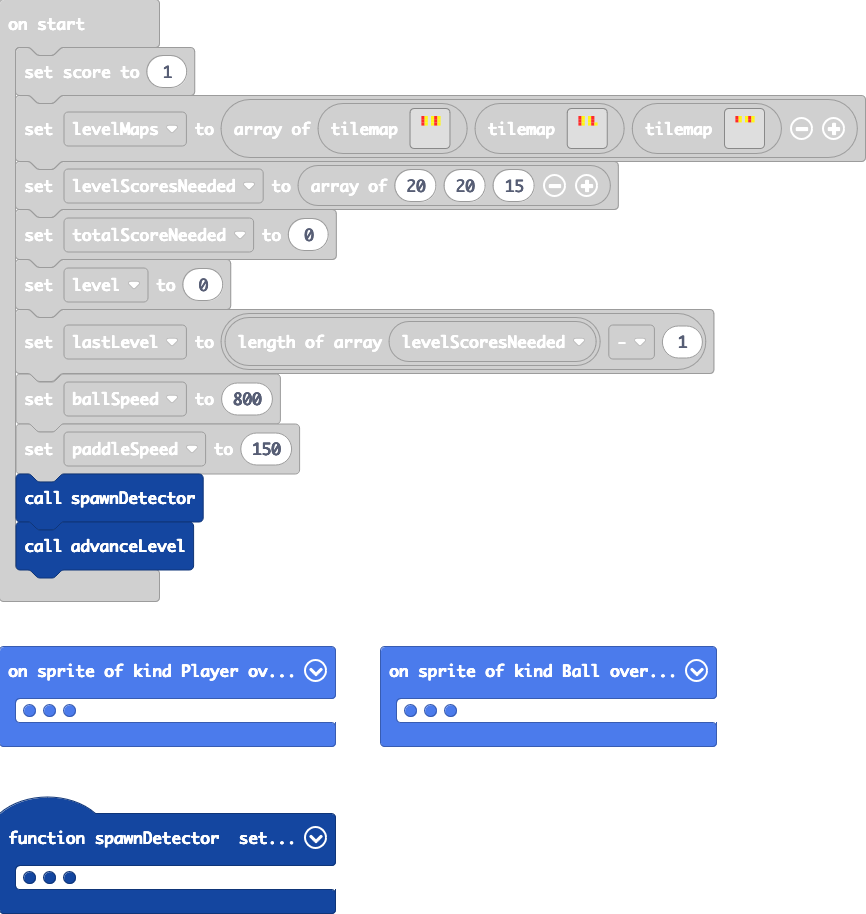 on start
set score to 1
set levelMaps to array of tilemap tilemap tilemap
set levelScoresNeeded to array of 20 20 15
set totalScoreNeeded to 0
set level to 0
set lastLevel to length of array levelScoresNeeded - 1
set ballSpeed to 800
set paddleSpeed to 150
call spawnDetector
call advanceLevel
on sprite of kind Player ov... on sprite of kind Ball over...
function spawnDetector set...